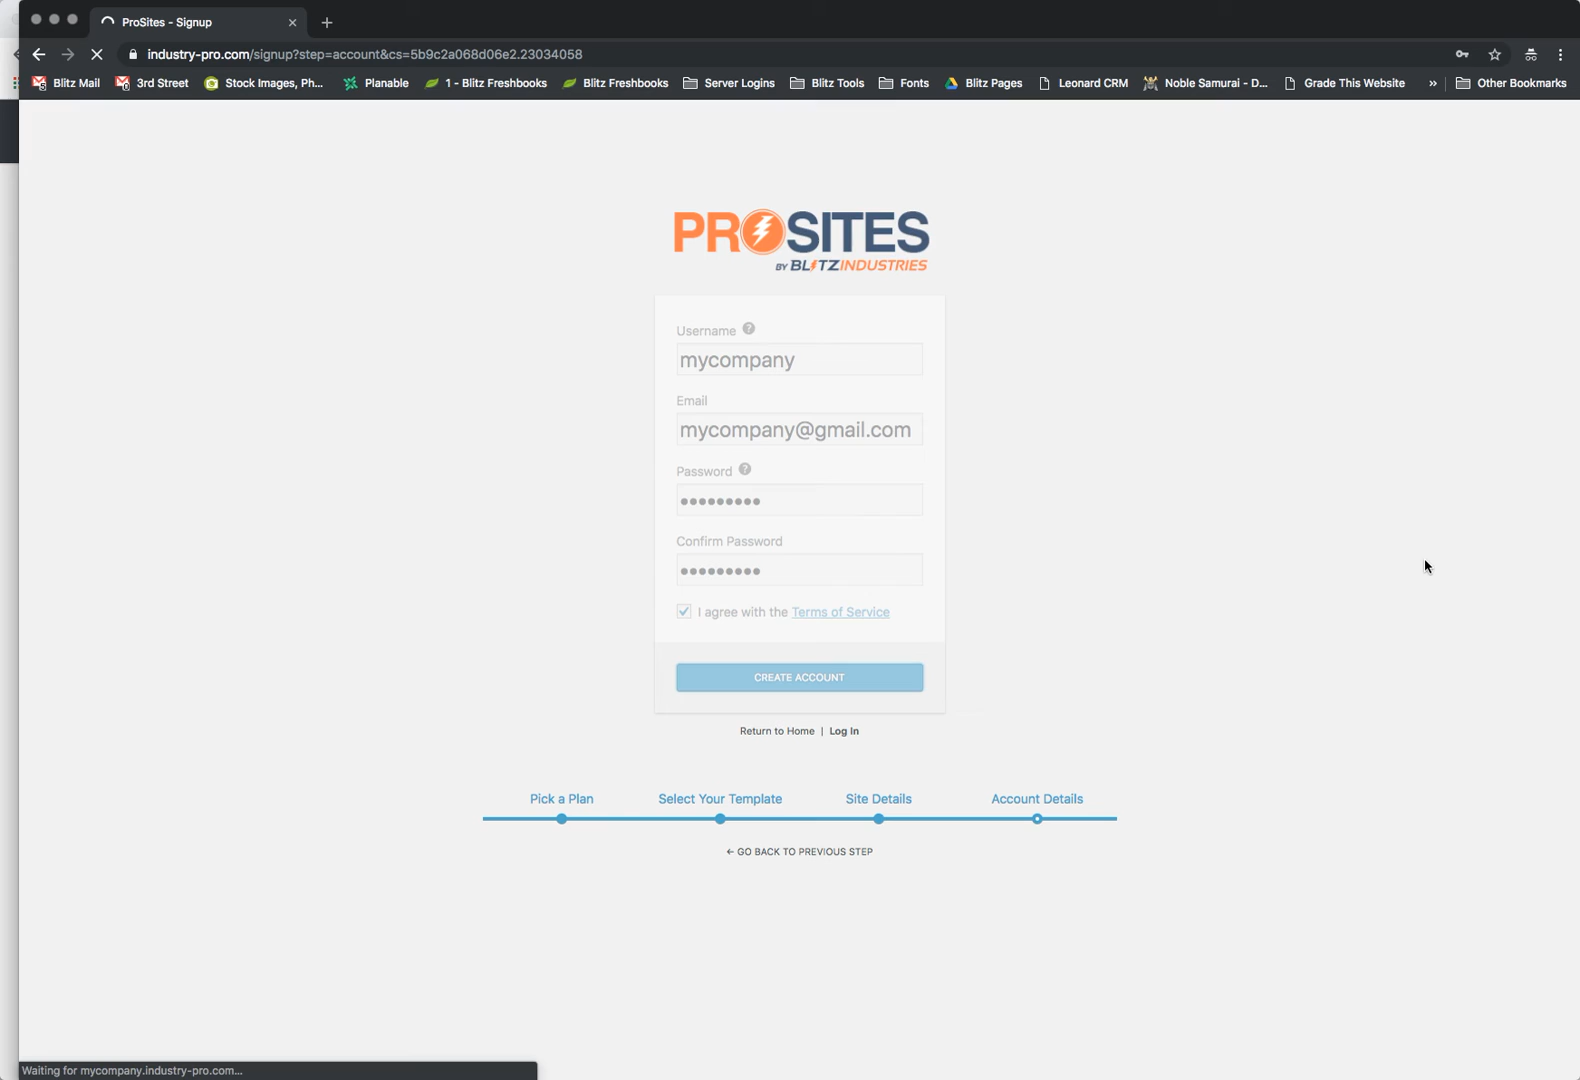 ProSites - Signup
industry-pro.com/signup?step=account&cs=5b9c2a068d06e2.23034058
Blitz Mail 3rd Street Stock Images, Ph... Planable 1 - Blitz Freshbooks Blitz Freshbooks Server Logins Blitz Tools Fonts Blitz Pages Leonard CRM Noble Samurai - D... Grade This Website » Other Bookmarks
PROSITES
BY BLITZINDUSTRIES
Username ?
mycompany
Email
mycompany@gmail.com
Password ?
•••••••••
Confirm Password
•••••••••
I agree with the Terms of Service
CREATE ACCOUNT
Return to Home | Log In
Pick a Plan Select Your Template Site Details Account Details
← GO BACK TO PREVIOUS STEP
Waiting for mycompany.industry-pro.com...